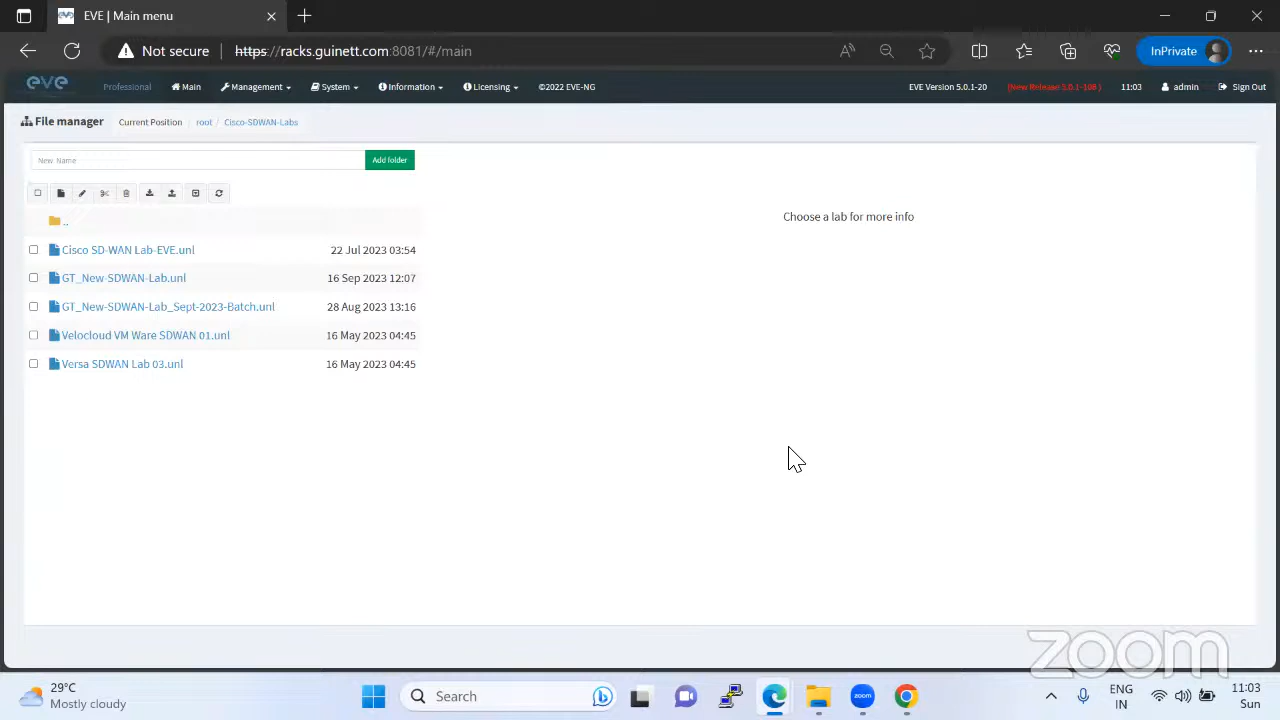 EVE | Main menu
Not secure https://racks.guinett.com:8081/#/main InPrivate
eve Professional Main Management System Information Licensing ©2022 EVE-NG EVE Version 5.0.1-20 (New Release 5.0.1-106 ) 11:03 admin Sign Out
File manager Current Position root / Cisco-SDWAN-Labs
New Name Add folder
..
Choose a lab for more info
Cisco SD-WAN Lab-EVE.unl 22 Jul 2023 03:54
GT_New-SDWAN-Lab.unl 16 Sep 2023 12:07
GT_New-SDWAN-Lab_Sept-2023-Batch.unl 28 Aug 2023 13:16
Velocloud VM Ware SDWAN 01.unl 16 May 2023 04:45
Versa SDWAN Lab 03.unl 16 May 2023 04:45
zoom
29°C
Mostly cloudy
Search
zoom
ENG
IN
11:03
Sun